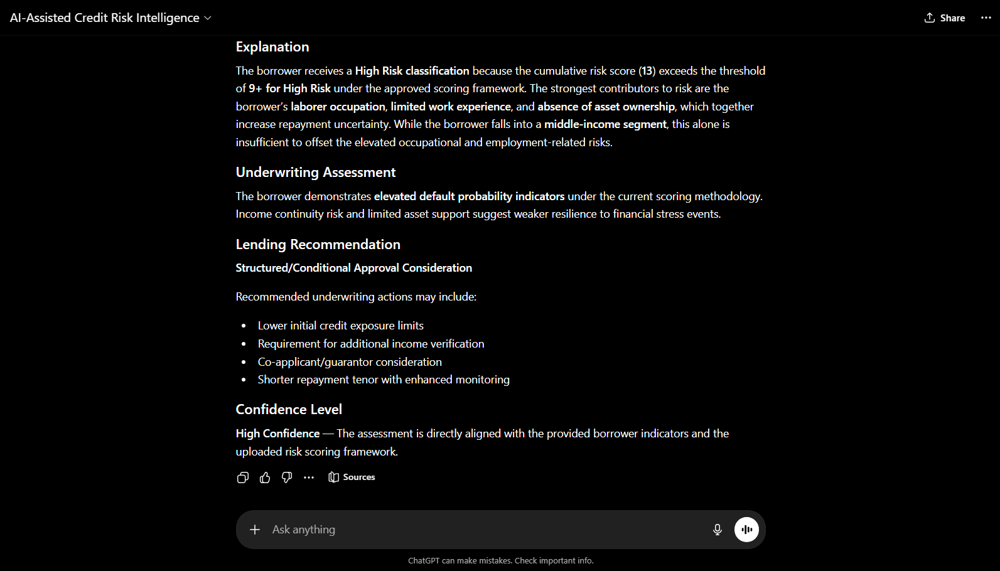 AI-Assisted Credit Risk Intelligence
Share
Explanation
The borrower receives a High Risk classification because the cumulative risk score (13) exceeds the threshold
of 9+ for High Risk under the approved scoring framework. The strongest contributors to risk are the
borrower’s laborer occupation, limited work experience, and absence of asset ownership, which together
increase repayment uncertainty. While the borrower falls into a middle-income segment, this alone is
insufficient to offset the elevated occupational and employment-related risks.
Underwriting Assessment
The borrower demonstrates elevated default probability indicators under the current scoring methodology.
Income continuity risk and limited asset support suggest weaker resilience to financial stress events.
Lending Recommendation
Structured/Conditional Approval Consideration
Recommended underwriting actions may include:
• Lower initial credit exposure limits
• Requirement for additional income verification
• Co-applicant/guarantor consideration
• Shorter repayment tenor with enhanced monitoring
Confidence Level
High Confidence — The assessment is directly aligned with the provided borrower indicators and the
uploaded risk scoring framework.
Sources
Ask anything
ChatGPT can make mistakes. Check important info.